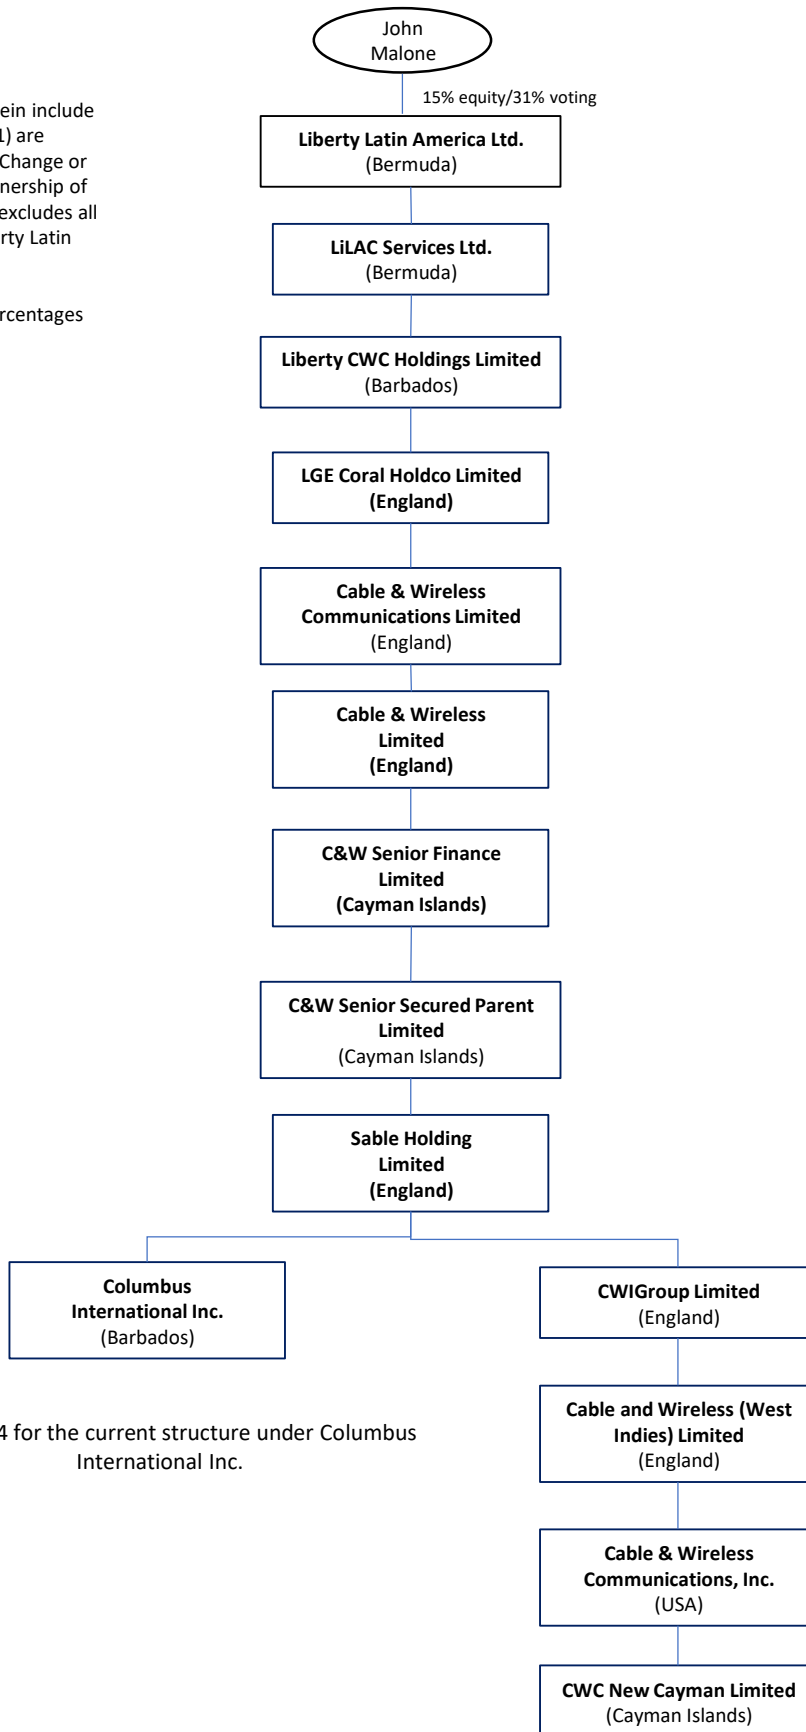 John
Malone
15% equity/31% voting
ein include
1) are
Change or
nership of
excludes all
rty Latin
rcentages
Liberty Latin America Ltd.
(Bermuda)
LiLAC Services Ltd.
(Bermuda)
Liberty CWC Holdings Limited
(Barbados)
LGE Coral Holdco Limited
(England)
Cable & Wireless
Communications Limited
(England)
Cable & Wireless
Limited
(England)
C&W Senior Finance
Limited
(Cayman Islands)
C&W Senior Secured Parent
Limited
(Cayman Islands)
Sable Holding
Limited
(England)
Columbus
International Inc.
(Barbados)
CWIGroup Limited
(England)
4 for the current structure under Columbus
International Inc.
Cable and Wireless (West
Indies) Limited
(England)
Cable & Wireless
Communications, Inc.
(USA)
CWC New Cayman Limited
(Cayman Islands)